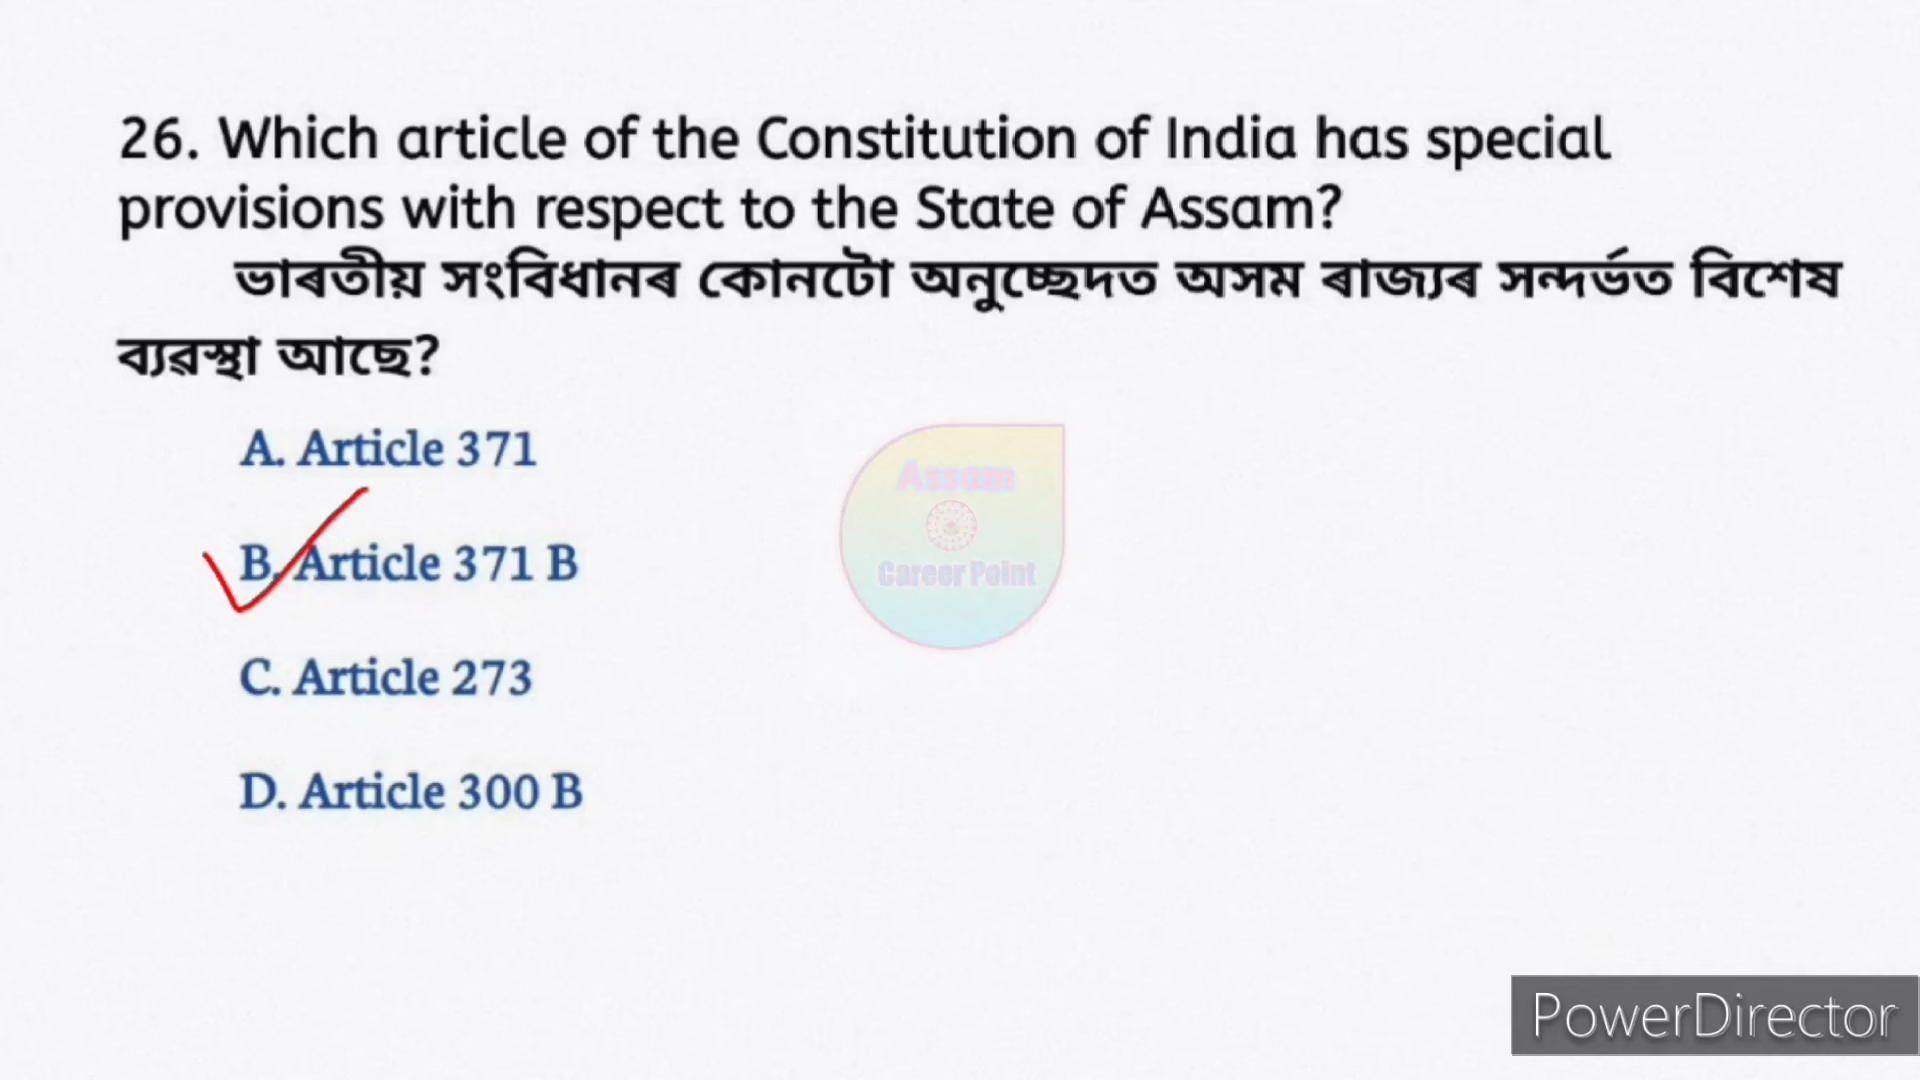 26. Which article of the Constitution of India has special
provisions with respect to the State of Assam?
ভাৰতীয় সংবিধানৰ কোনটো অনুচ্ছেদত অসম ৰাজ্যৰ সন্দৰ্ভত বিশেষ
ব্যৱস্থা আছে?
A. Article 371
B. Article 371 B
C. Article 273
D. Article 300 B
Assam
Career Point
PowerDirector